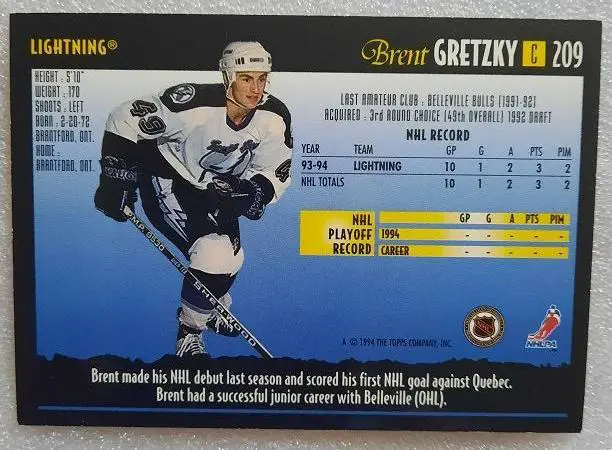 LIGHTNING®
Brent GRETZKY C 209
HEIGHT : 5'10"
WEIGHT : 170
SHOOTS : LEFT
BORN : 2-20-72
BRANTFORD, ONT.
HOME :
BRANTFORD, ONT.
LAST AMATEUR CLUB : BELLEVILLE BULLS (1991-92)
ACQUIRED : 3rd ROUND CHOICE (49th OVERALL) 1992 DRAFT
NHL RECORD
YEAR TEAM GP G A PTS PIM
93-94 LIGHTNING 10 1 2 3 2
NHL TOTALS 10 1 2 3 2
NHL PLAYOFF RECORD
GP G A PTS PIM
1994 - - - - -
CAREER - - - - -
49
49
SHERWOOD
NHL
NHLPA
A © 1994 THE TOPPS COMPANY, INC.
Brent made his NHL debut last season and scored his first NHL goal against Quebec.
Brent had a successful junior career with Belleville (OHL).